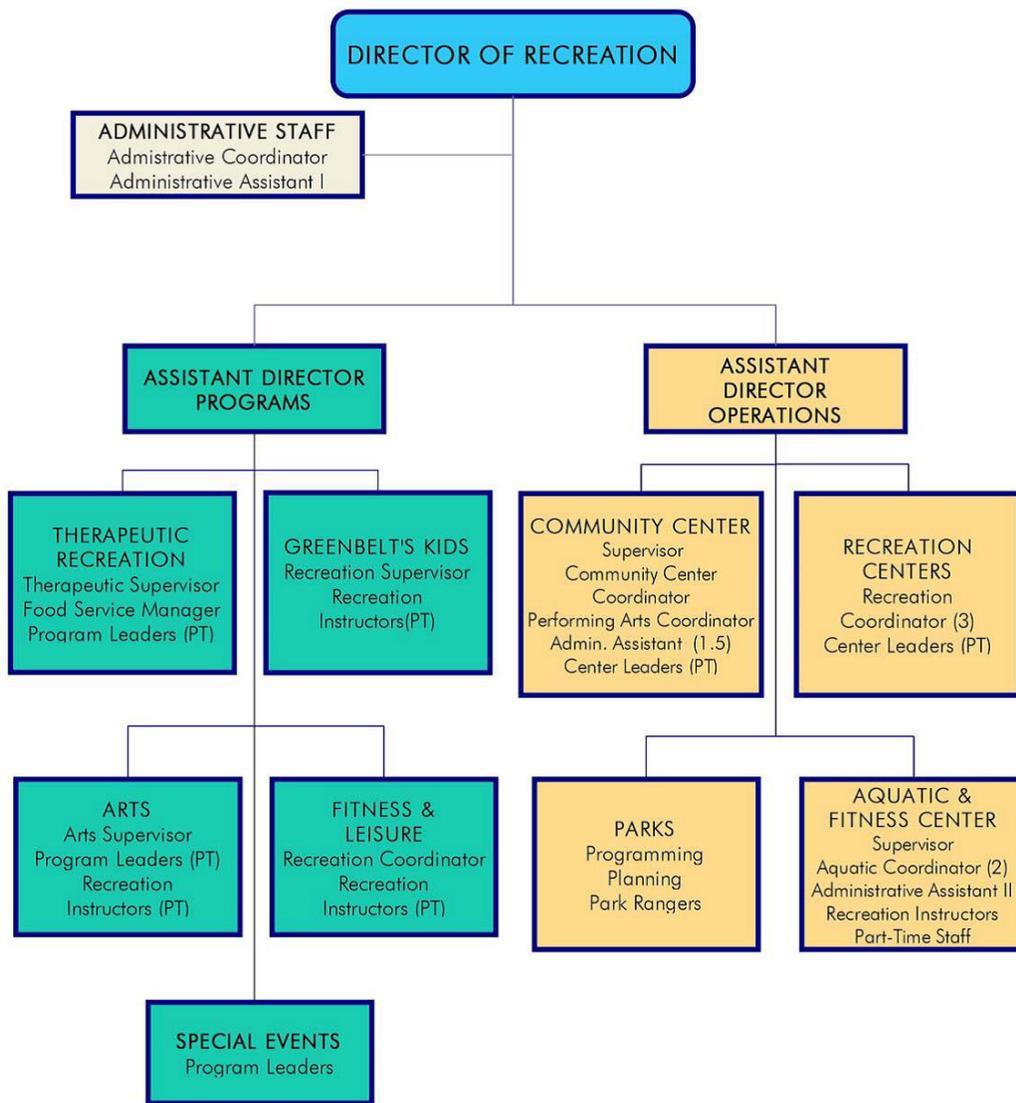 DIRECTOR OF RECREATION
ADMINISTRATIVE STAFF
Admistrative Coordinator
Administrative Assistant I
ASSISTANT DIRECTOR
PROGRAMS
ASSISTANT
DIRECTOR
OPERATIONS
THERAPEUTIC
RECREATION
Therapeutic Supervisor
Food Service Manager
Program Leaders (PT)
GREENBELT'S KIDS
Recreation Supervisor
Recreation
Instructors(PT)
COMMUNITY CENTER
Supervisor
Community Center
Coordinator
Performing Arts Coordinator
Admin. Assistant (1.5)
Center Leaders (PT)
RECREATION
CENTERS
Recreation
Coordinator (3)
Center Leaders (PT)
ARTS
Arts Supervisor
Program Leaders (PT)
Recreation
Instructors (PT)
FITNESS &
LEISURE
Recreation Coordinator
Recreation
Instructors (PT)
PARKS
Programming
Planning
Park Rangers
AQUATIC &
FITNESS CENTER
Supervisor
Aquatic Coordinator (2)
Administrative Assistant II
Recreation Instructors
Part-Time Staff
SPECIAL EVENTS
Program Leaders